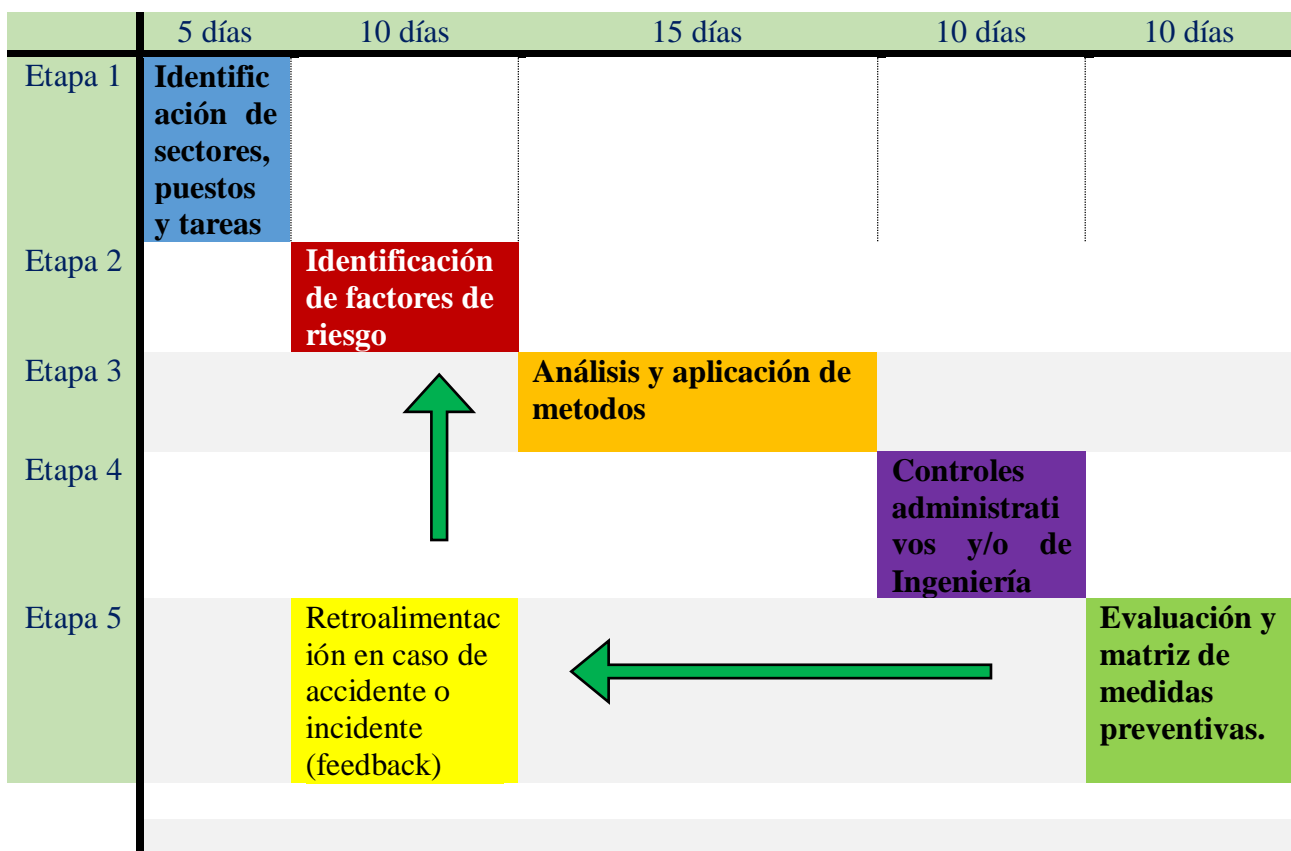 5 días 10 días 15 días 10 días 10 días
Etapa 1
Identific
ación de
sectores,
puestos
y tareas
Etapa 2
Identificación
de factores de
riesgo
Etapa 3
Análisis y aplicación de
metodos
Etapa 4
Controles
administrati
vos y/o de
Ingeniería
Etapa 5
Retroalimentac
ión en caso de
accidente o
incidente
(feedback)
Evaluación y
matriz de
medidas
preventivas.